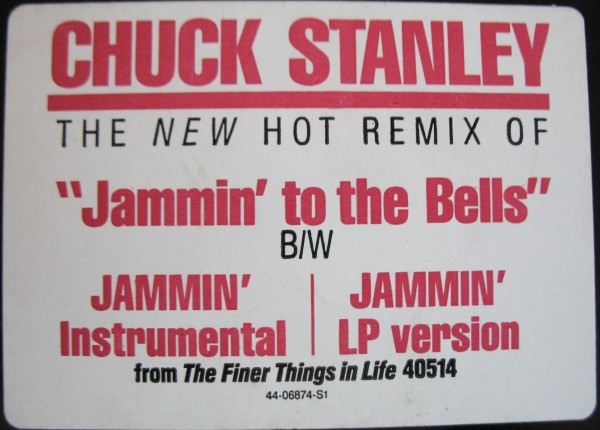 CHUCK STANLEY
THE NEW HOT REMIX OF
"Jammin' to the Bells"
B/W
JAMMIN'
Instrumental
JAMMIN'
LP version
from The Finer Things in Life 40514
44-06874-S1